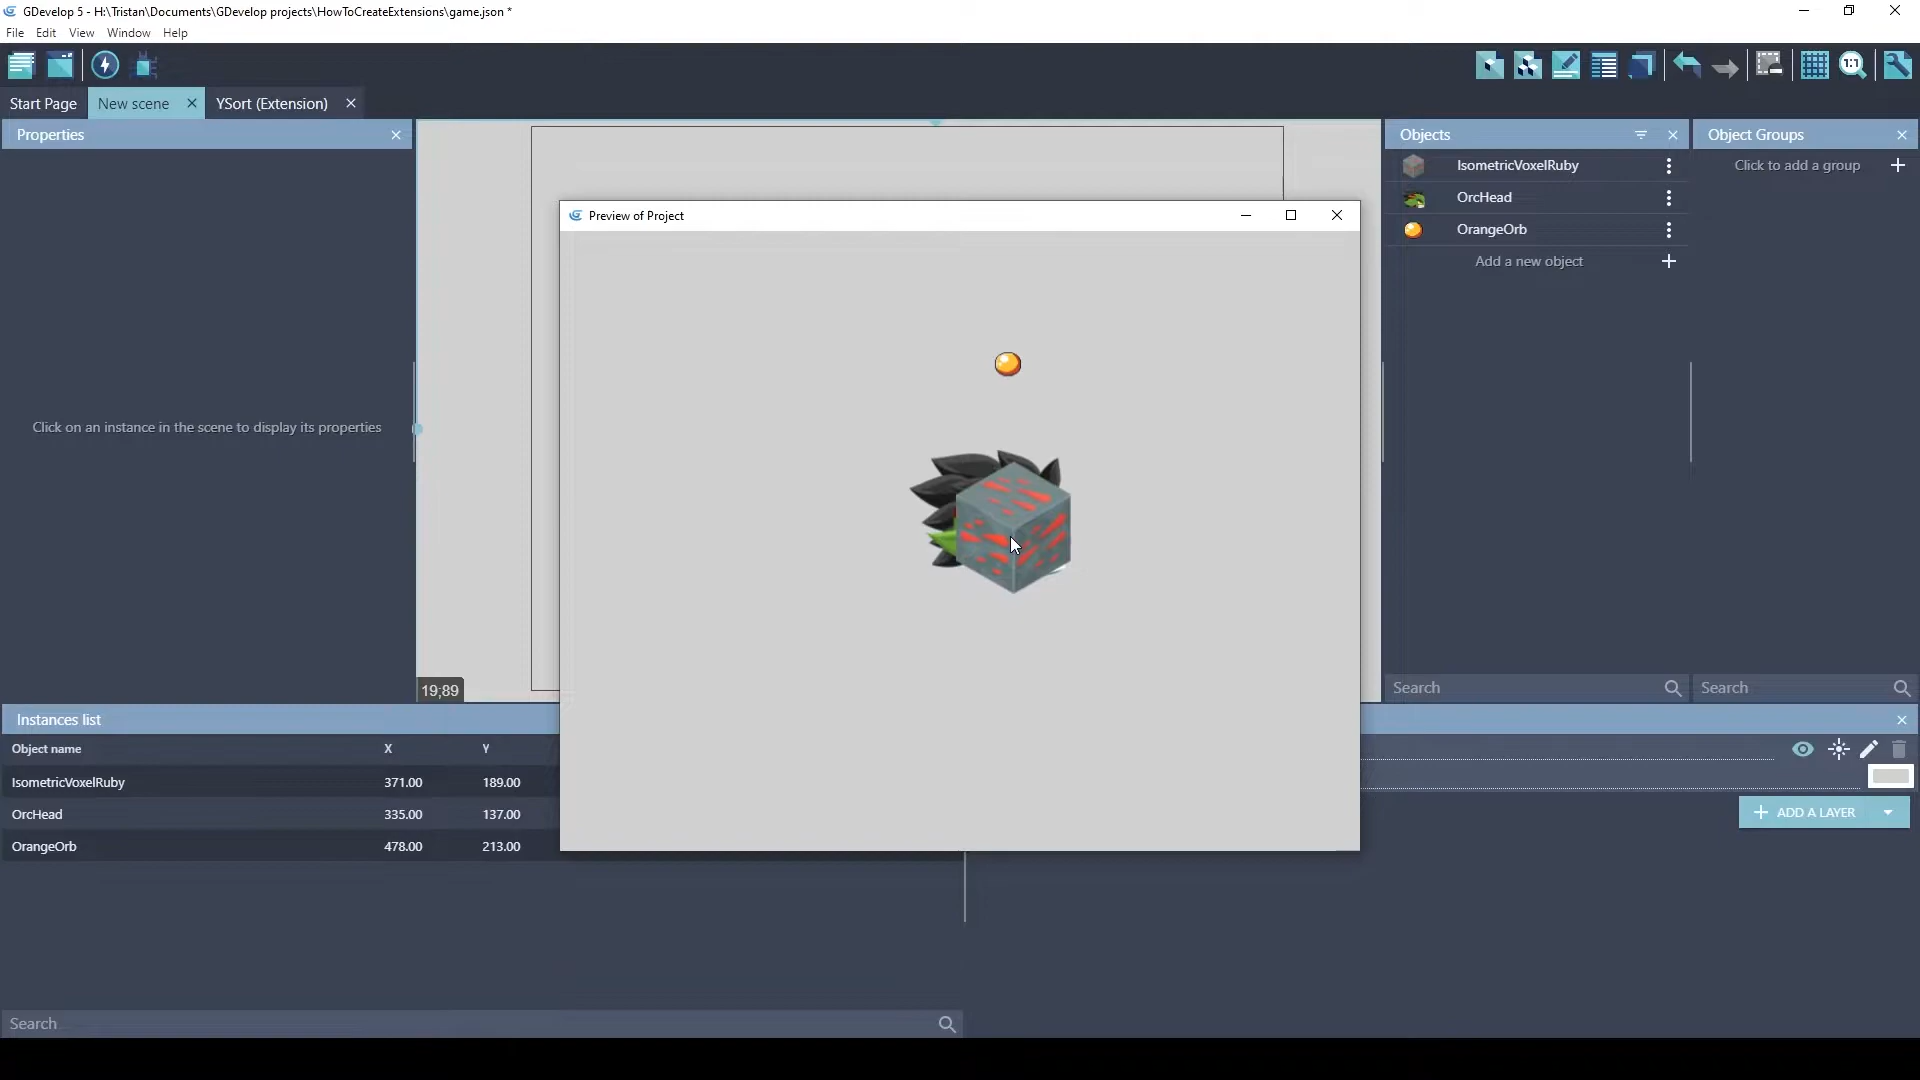 GDevelop 5 - H:\Tristan\Documents\GDevelop projects\HowToCreateExtensions\game.json *
File Edit View Window Help
1:1
Start Page New scene YSort (Extension)
Properties
Objects
Object Groups
IsometricVoxelRuby
Click to add a group
OrcHead
Preview of Project
OrangeOrb
Add a new object
Click on an instance in the scene to display its properties
19;89
Search
Search
Instances list
Object name X Y
IsometricVoxelRuby 371.00 189.00
OrcHead 335.00 137.00
ADD A LAYER
OrangeOrb 478.00 213.00
Search